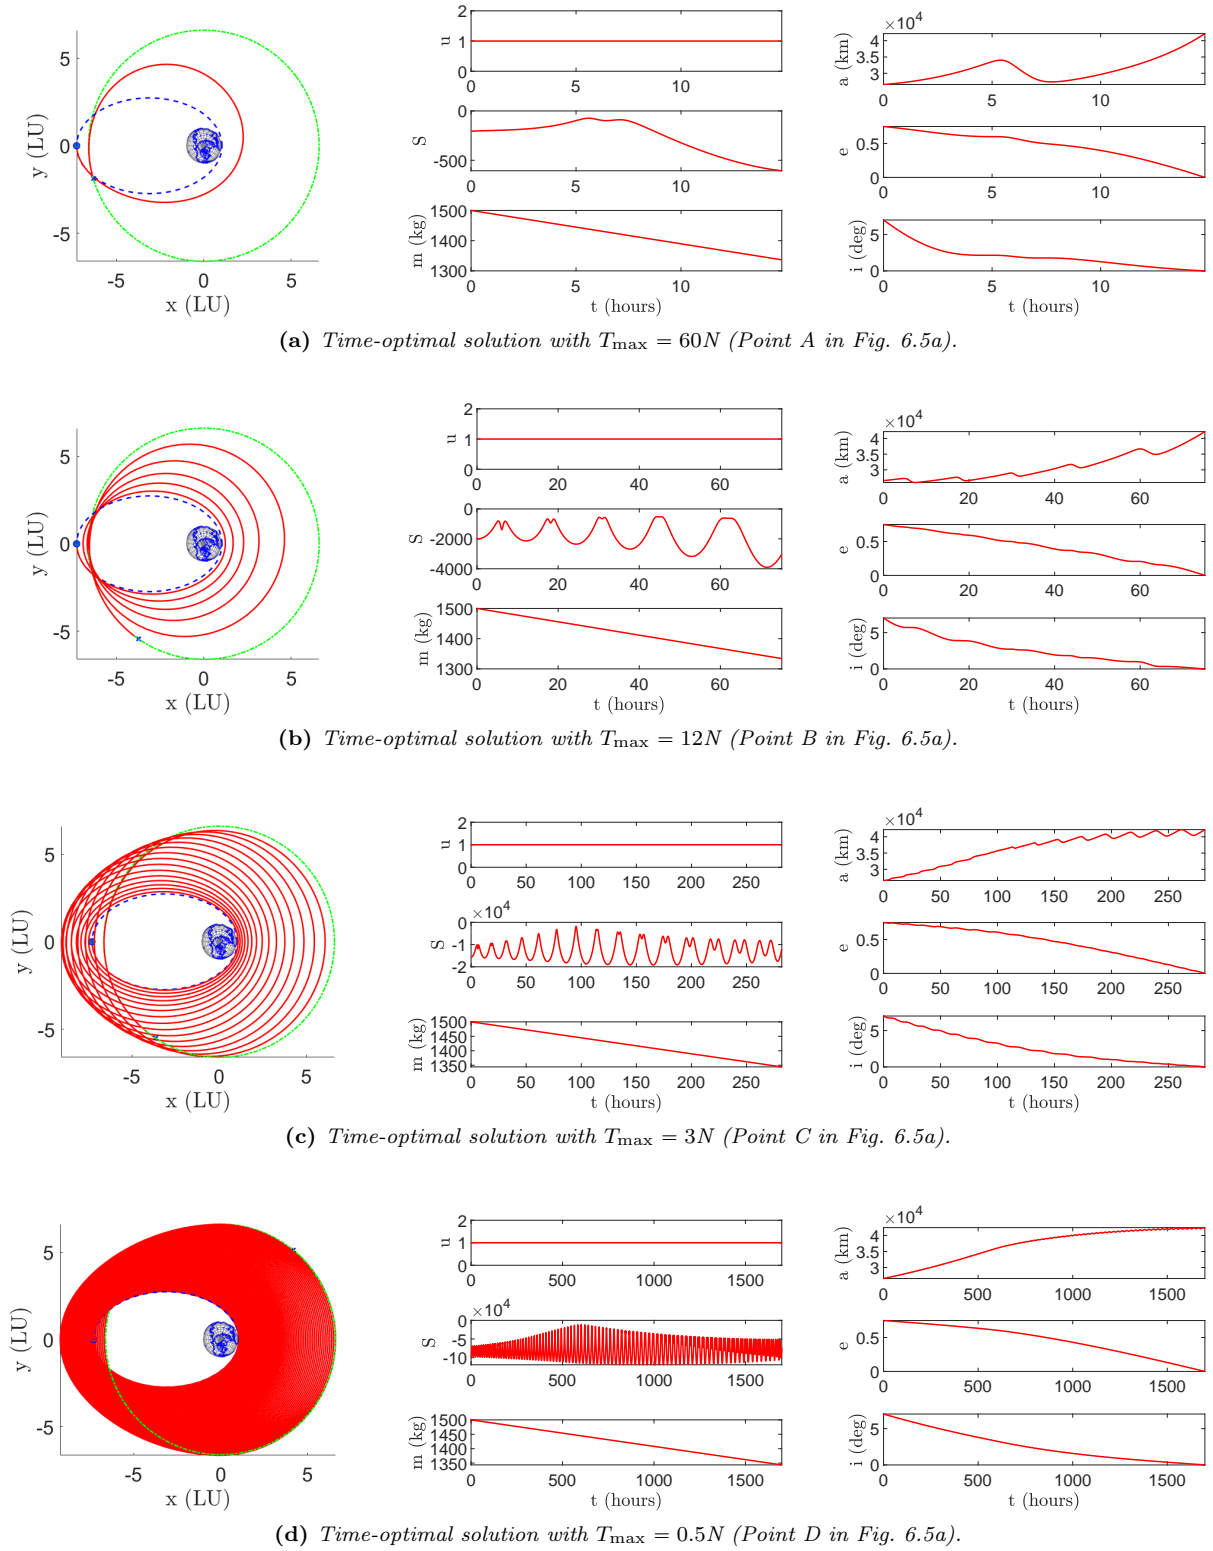 5
0
-5
y (LU)
-5 0 5
x (LU)
2
1
0
u
0 5 10
0
-500
S
0 5 10
1500
1400
1300
m (kg)
0 5 10
t (hours)
×10⁴
4
3.5
3
a (km)
0 5 10
0.5
0
e
0 5 10
5
0
i (deg)
0 5 10
t (hours)
(a) Time-optimal solution with Tmax = 60N (Point A in Fig. 6.5a).
5
0
-5
y (LU)
-5 0 5
x (LU)
2
1
0
u
0 20 40 60
0
-2000
-4000
S
0 20 40 60
1500
1400
1300
m (kg)
0 20 40 60
t (hours)
×10⁴
4
3.5
3
a (km)
0 20 40 60
0.5
0
e
0 20 40 60
5
0
i (deg)
0 20 40 60
t (hours)
(b) Time-optimal solution with Tmax = 12N (Point B in Fig. 6.5a).
5
0
-5
y (LU)
-5 0 5
x (LU)
2
1
0
u
0 50 100 150 200 250
×10⁴
0
-1
-2
S
0 50 100 150 200 250
1500
1450
1400
1350
m (kg)
0 50 100 150 200 250
t (hours)
×10⁴
4
3.5
3
a (km)
0 50 100 150 200 250
0.5
0
e
0 50 100 150 200 250
5
0
i (deg)
0 50 100 150 200 250
t (hours)
(c) Time-optimal solution with Tmax = 3N (Point C in Fig. 6.5a).
5
0
-5
y (LU)
-5 0 5
x (LU)
2
1
0
u
0 500 1000 1500
×10⁴
0
-5
-10
S
0 500 1000 1500
1500
1450
1400
1350
m (kg)
0 500 1000 1500
t (hours)
×10⁴
4
3.5
3
a (km)
0 500 1000 1500
0.5
0
e
0 500 1000 1500
5
0
i (deg)
0 500 1000 1500
t (hours)
(d) Time-optimal solution with Tmax = 0.5N (Point D in Fig. 6.5a).